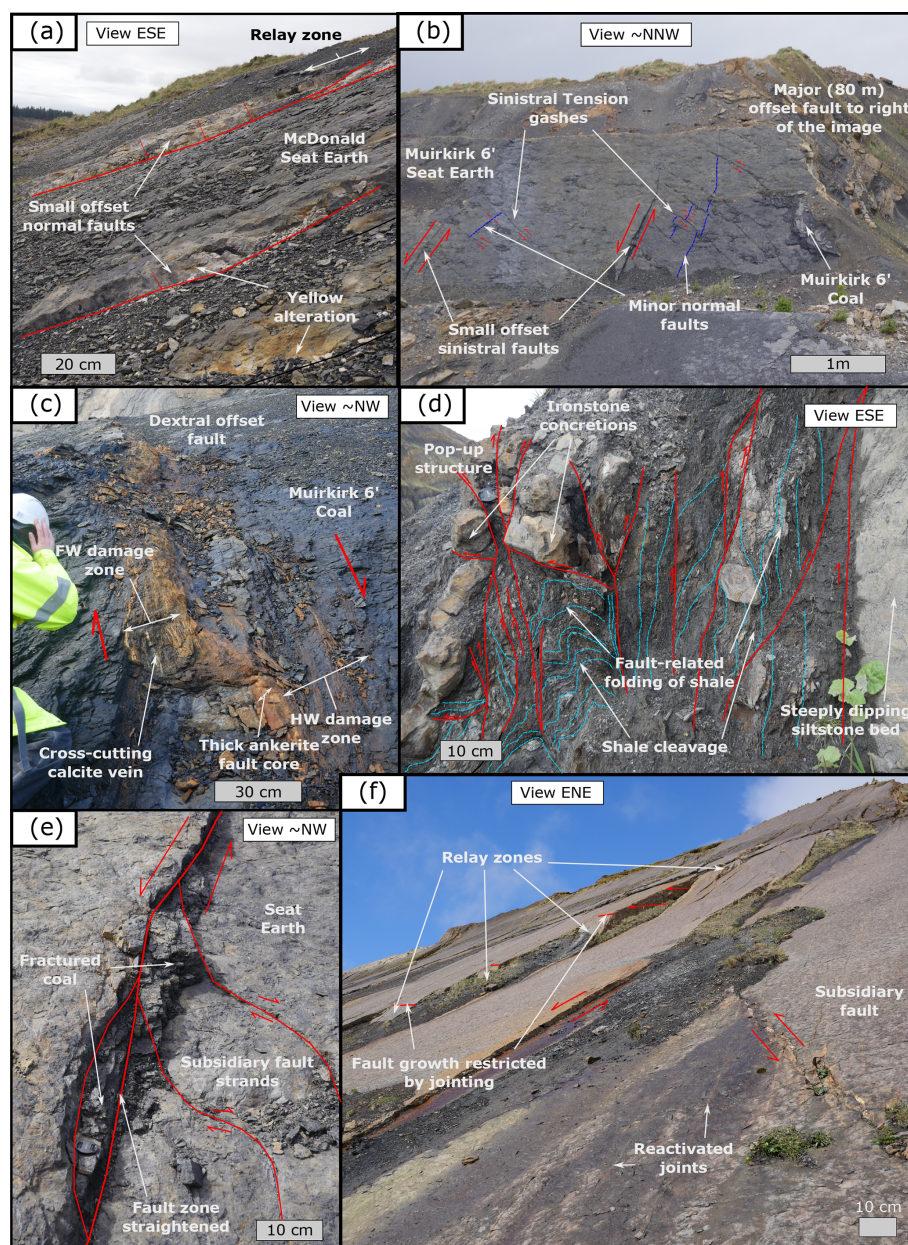 (a)
View ESE
Relay zone
McDonald
Seat Earth
Small offset
normal faults
Yellow
alteration
20 cm
(b)
View ~NNW
Sinistral Tension
gashes
Major (80 m)
offset fault to right
of the image
Muirkirk 6'
Seat Earth
Small offset
sinistral faults
Minor normal
faults
Muirkirk 6'
Coal
1m
(c)
View ~NW
Dextral offset
fault
Muirkirk 6'
Coal
FW damage
zone
Cross-cutting
calcite vein
Thick ankerite
fault core
HW damage
zone
30 cm
(d)
Ironstone
concretions
View ESE
Pop-up
structure
Fault-related
folding of shale
Shale cleavage
Steeply dipping
siltstone bed
10 cm
(e)
View ~NW
Seat
Earth
Fractured
coal
Subsidiary fault
strands
Fault zone
straightened
10 cm
(f)
View ENE
Relay zones
Subsidiary
fault
Fault growth restricted
by jointing
Reactivated
joints
10 cm